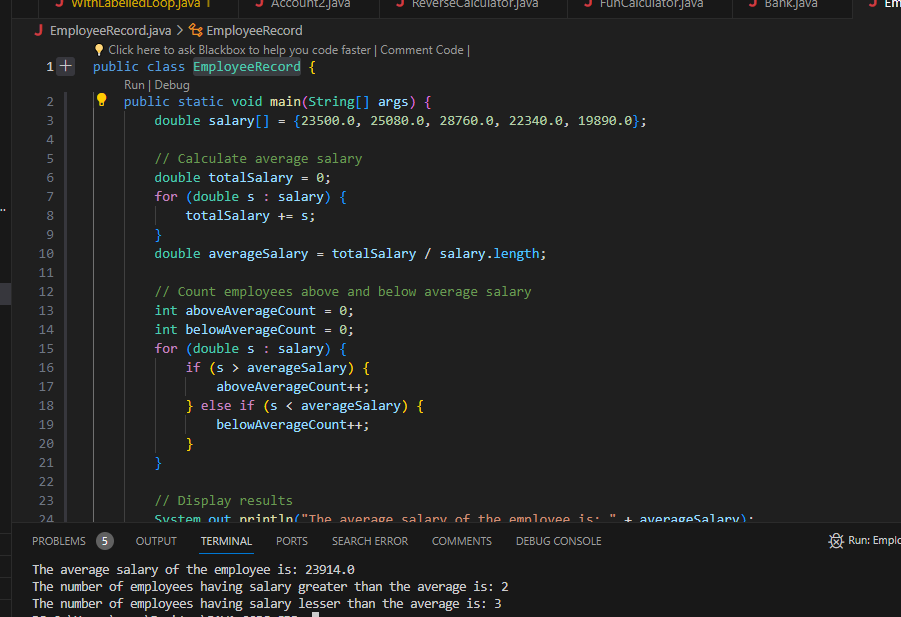 WithLabelledLoop.java 1 Account2.java ReverseCalculator.java FunCalculator.java Bank.java Em
EmployeeRecord.java > EmployeeRecord
Click here to ask Blackbox to help you code faster | Comment Code |
1 + public class EmployeeRecord {
Run | Debug
2 public static void main(String[] args) {
3 double salary[] = {23500.0, 25080.0, 28760.0, 22340.0, 19890.0};
4
5 // Calculate average salary
6 double totalSalary = 0;
7 for (double s : salary) {
8 totalSalary += s;
9 }
10 double averageSalary = totalSalary / salary.length;
11
12 // Count employees above and below average salary
13 int aboveAverageCount = 0;
14 int belowAverageCount = 0;
15 for (double s : salary) {
16 if (s > averageSalary) {
17 aboveAverageCount++;
18 } else if (s < averageSalary) {
19 belowAverageCount++;
20 }
21 }
22
23 // Display results
24 System.out.println("The average salary of the employee is: " + averageSalary);
PROBLEMS 5 OUTPUT TERMINAL PORTS SEARCH ERROR COMMENTS DEBUG CONSOLE Run: Emplo
The average salary of the employee is: 23914.0
The number of employees having salary greater than the average is: 2
The number of employees having salary lesser than the average is: 3